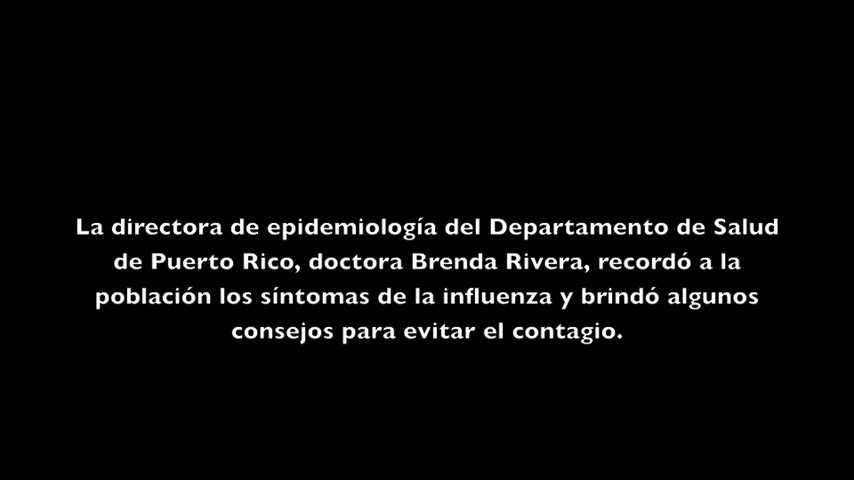 La directora de epidemiología del Departamento de Salud
de Puerto Rico, doctora Brenda Rivera, recordó a la
población los síntomas de la influenza y brindó algunos
consejos para evitar el contagio.